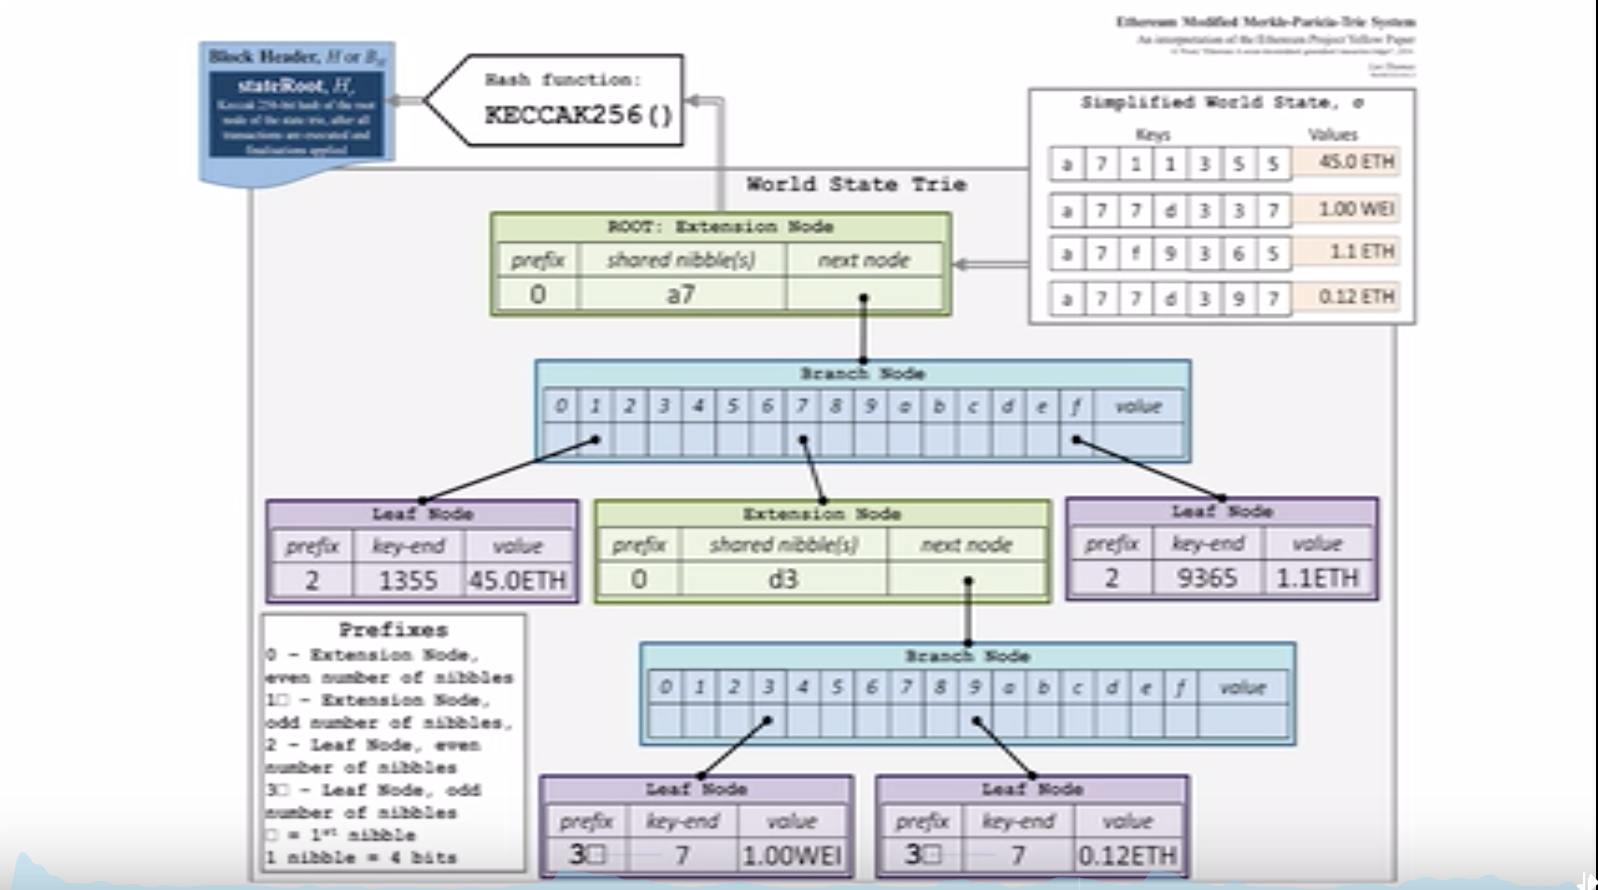 Ethereum Modified Merkle-Paricia-Trie System
An interpretation of the Ethereum Project Yellow Paper
Block Header, H or B
stateRoot, Hr
Keccak 256-bit hash of the root
node of the state trie, after all
transactions are executed and
finalisations applied
Hash function:
KECCAK256()
Simplified World State, σ
Keys Values
a 7 1 1 3 5 5 45.0 ETH
a 7 7 d 3 3 7 1.00 WEI
a 7 f 9 3 6 5 1.1 ETH
a 7 7 d 3 9 7 0.12 ETH
World State Trie
ROOT: Extension Node
prefix shared nibble(s) next node
0 a7
Branch Node
0 1 2 3 4 5 6 7 8 9 a b c d e f value
Leaf Node
prefix key-end value
2 1355 45.0ETH
Extension Node
prefix shared nibble(s) next node
0 d3
Leaf Node
prefix key-end value
2 9365 1.1ETH
Prefixes
0 - Extension Node,
even number of nibbles
1□ - Extension Node,
odd number of nibbles,
2 - Leaf Node, even
number of nibbles
3□ - Leaf Node, odd
number of nibbles
□ = 1st nibble
1 nibble = 4 bits
Branch Node
0 1 2 3 4 5 6 7 8 9 a b c d e f value
Leaf Node
prefix key-end value
3□ 7 1.00WEI
Leaf Node
prefix key-end value
3□ 7 0.12ETH